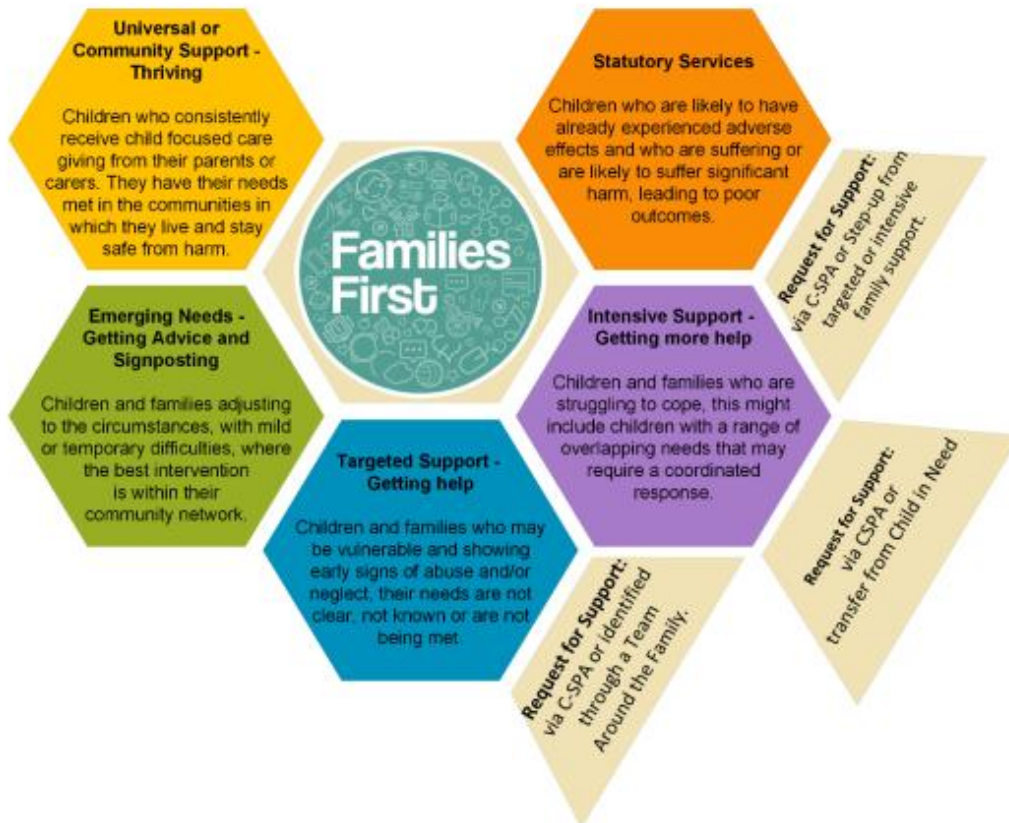 Universal or
Community Support -
Thriving
Children who consistently
receive child focused care
giving from their parents or
carers. They have their needs
met in the communities in
which they live and stay
safe from harm.
Families
First
Statutory Services
Children who are likely to have
already experienced adverse
effects and who are suffering or
are likely to suffer significant
harm, leading to poor
outcomes.
Request for Support:
via C-SPA or Step-up from
targeted or intensive
family support.
Emerging Needs -
Getting Advice and
Signposting
Children and families adjusting
to the circumstances, with mild
or temporary difficulties, where
the best intervention
is within their
community network.
Intensive Support -
Getting more help
Children and families who are
struggling to cope, this might
include children with a range of
overlapping needs that may
require a coordinated
response.
Request for Support:
via CSPA or
transfer from Child in Need
Targeted Support -
Getting help
Children and families who may
be vulnerable and showing
early signs of abuse and/or
neglect, their needs are not
clear, not known or are not
being met
Request for Support:
via C-SPA or identified
through a Team
Around the Family.